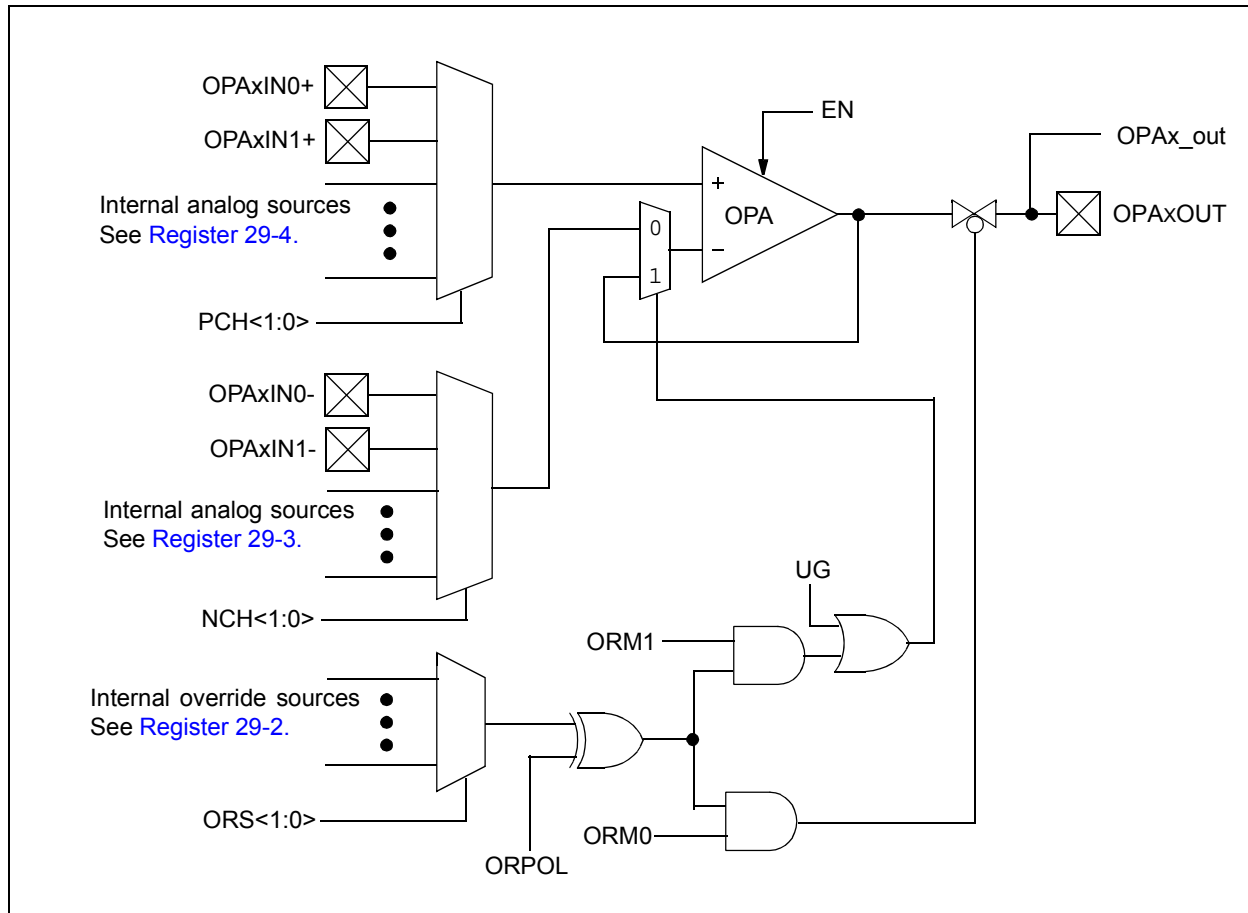 OPAxIN0+
OPAxIN1+
Internal analog sources
See Register 29-4.
PCH<1:0>
EN
+
OPA
−
0
1
OPAx_out
OPAxOUT
OPAxIN0-
OPAxIN1-
Internal analog sources
See Register 29-3.
NCH<1:0>
UG
ORM1
Internal override sources
See Register 29-2.
ORS<1:0>
ORPOL
ORM0